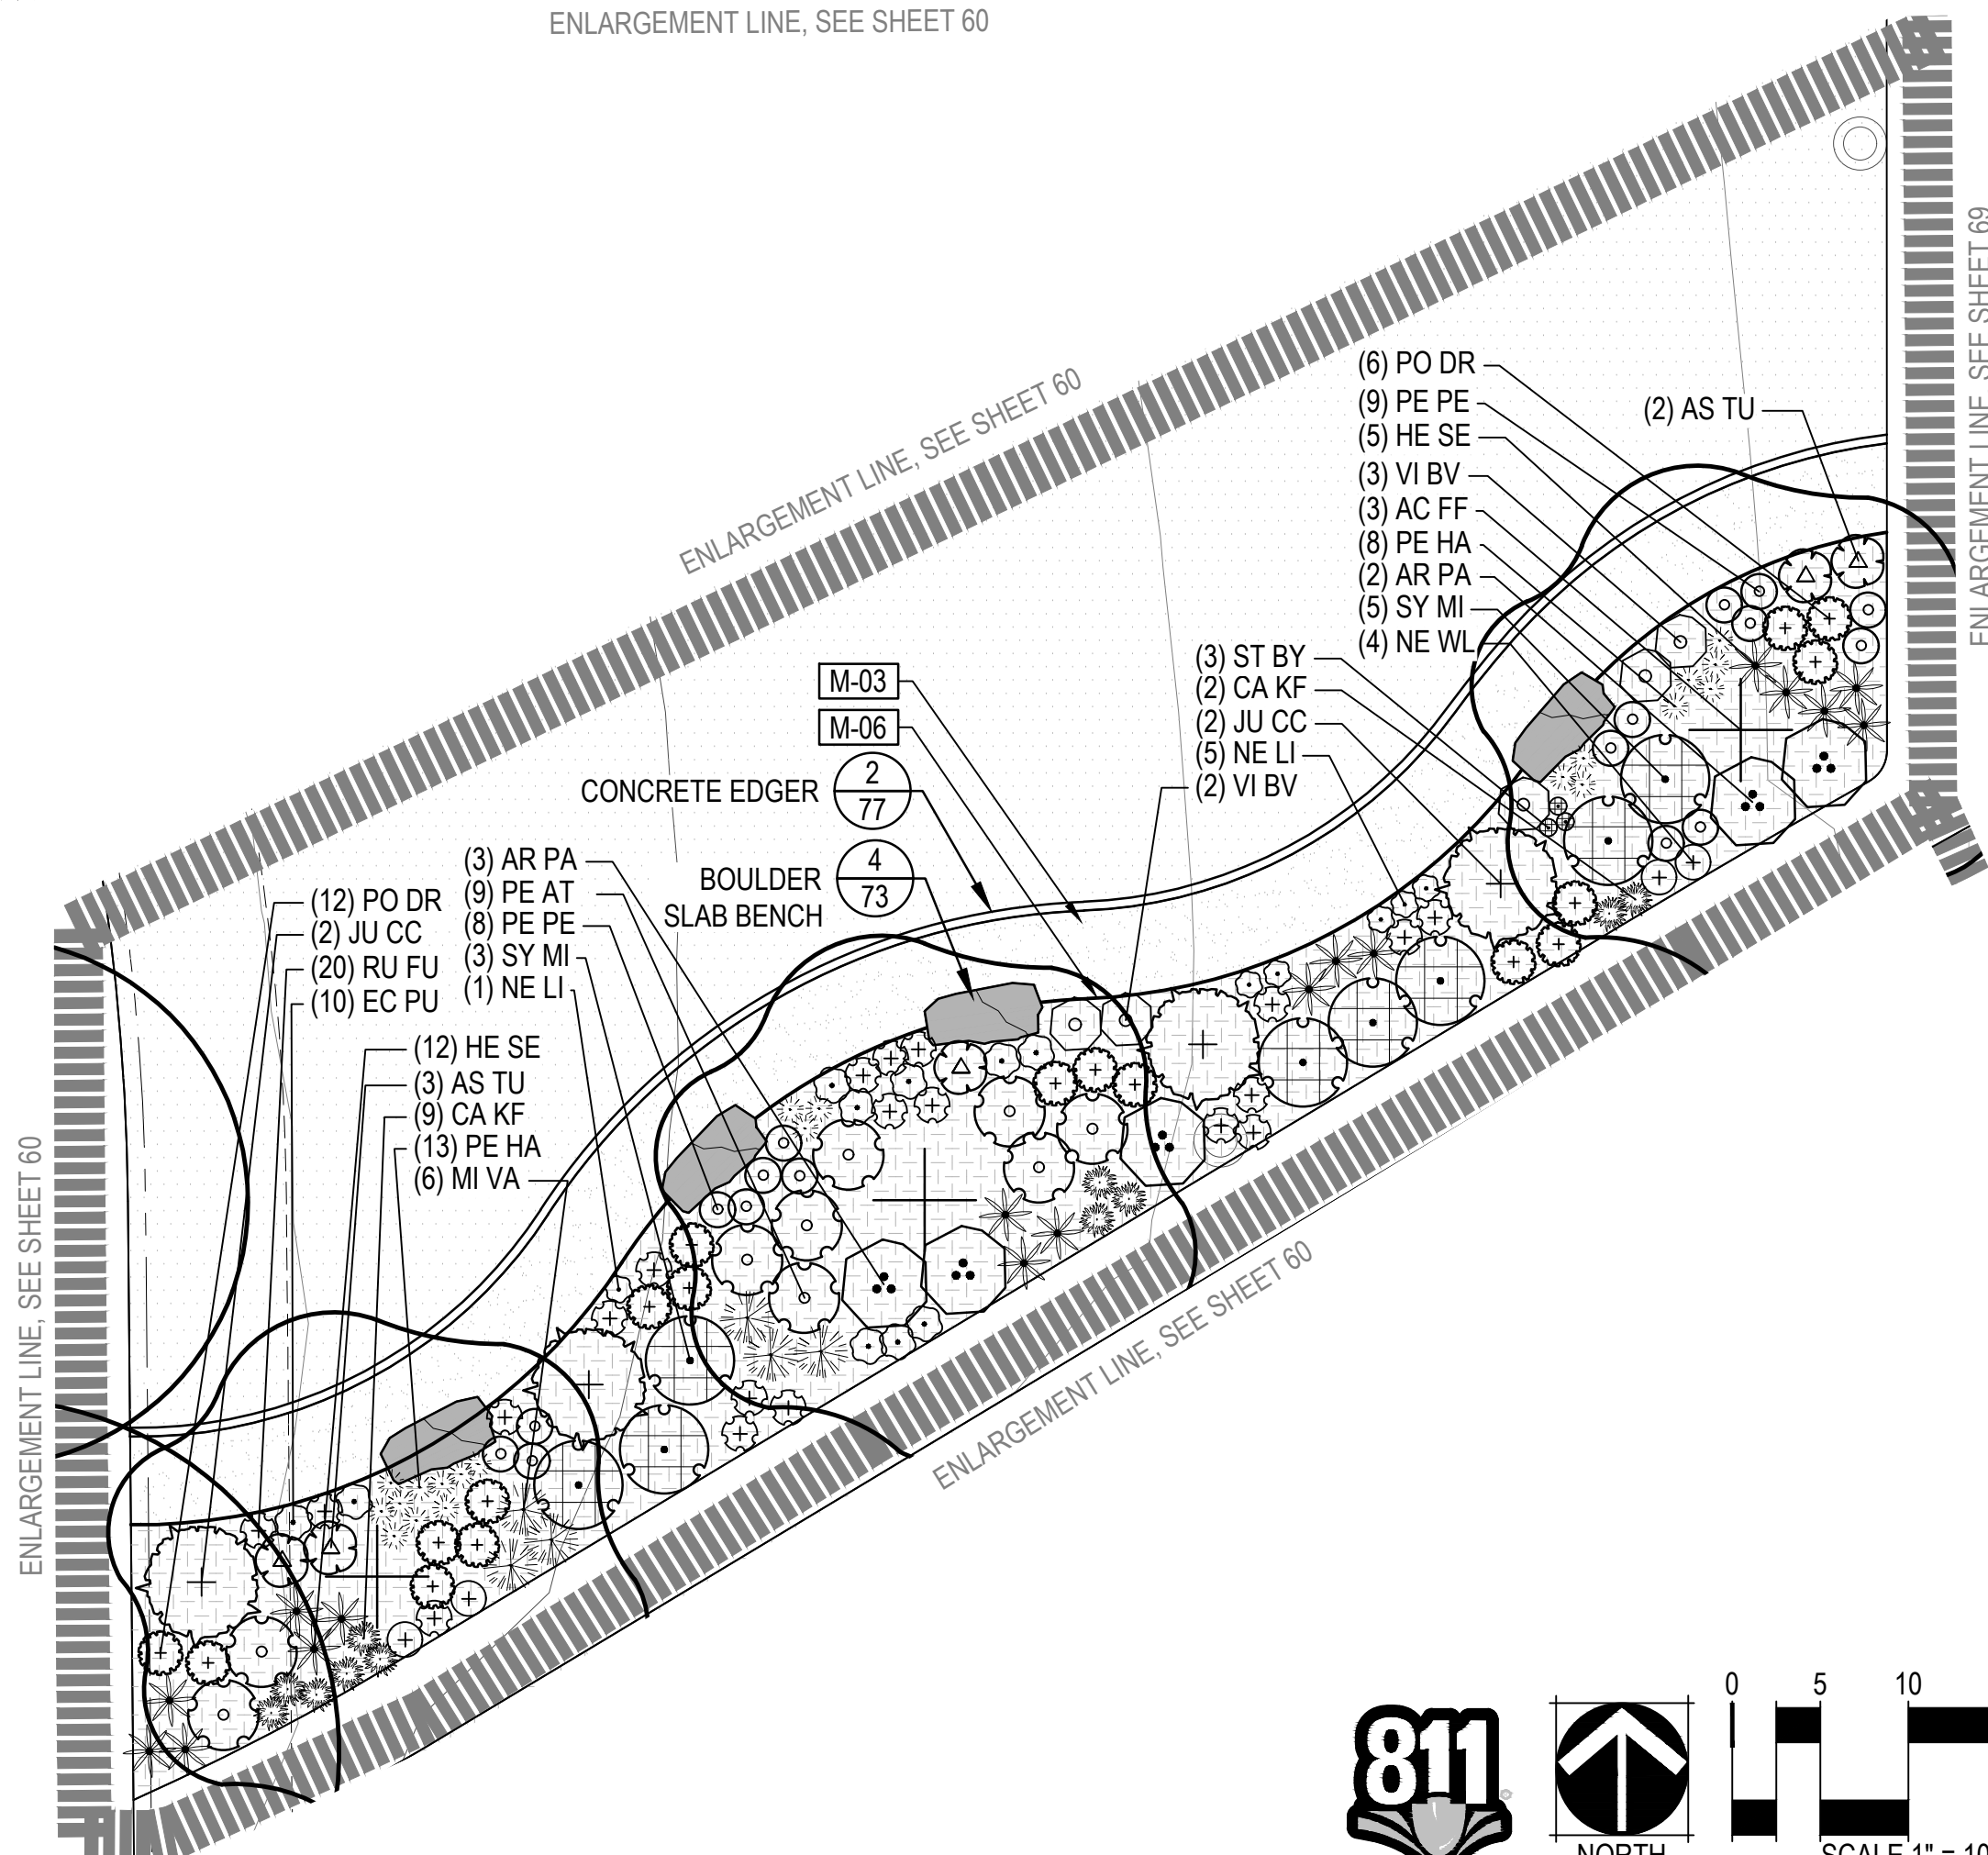 ENLARGEMENT LINE, SEE SHEET 60
ENLARGEMENT LINE, SEE SHEET 60
ENLARGEMENT LINE, SEE SHEET 69
(6) PO DR
(9) PE PE
(5) HE SE
(3) VI BV
(3) AC FF
(8) PE HA
(2) AR PA
(5) SY MI
(4) NE WL
(2) AS TU
(3) ST BY
(2) CA KF
(2) JU CC
(5) NE LI
(2) VI BV
M-03
M-06
CONCRETE EDGER
2
77
BOULDER
SLAB BENCH
4
73
(3) AR PA
(9) PE AT
(8) PE PE
(3) SY MI
(1) NE LI
(12) PO DR
(2) JU CC
(20) RU FU
(10) EC PU
(12) HE SE
(3) AS TU
(9) CA KF
(13) PE HA
(6) MI VA
ENLARGEMENT LINE, SEE SHEET 60
ENLARGEMENT LINE, SEE SHEET 60
811
NORTH
0 5 10
SCALE 1" = 10